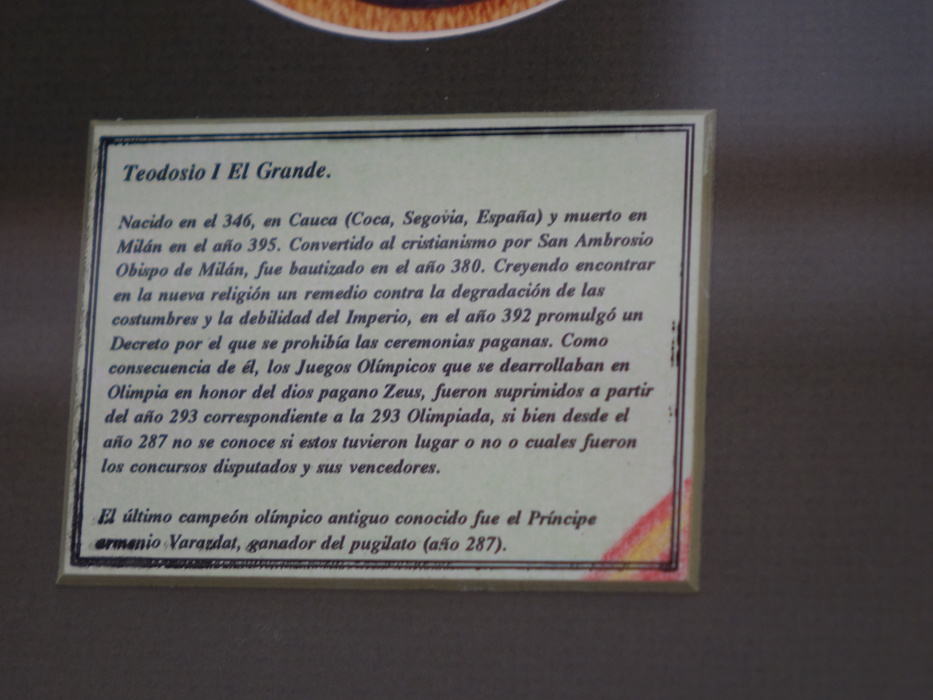 Teodosio I El Grande.
Nacido en el 346, en Cauca (Coca, Segovia, España) y muerto en
Milán en el año 395. Convertido al cristianismo por San Ambrosio
Obispo de Milán, fue bautizado en el año 380. Creyendo encontrar
en la nueva religión un remedio contra la degradación de las
costumbres y la debilidad del Imperio, en el año 392 promulgó un
Decreto por el que se prohibía las ceremonias paganas. Como
consecuencia de él, los Juegos Olímpicos que se dearrollaban en
Olimpia en honor del dios pagano Zeus, fueron suprimidos a partir
del año 293 correspondiente a la 293 Olimpiada, si bien desde el
año 287 no se conoce si estos tuvieron lugar o no o cuales fueron
los concursos disputados y sus vencedores.
El último campeón olímpico antiguo conocido fue el Príncipe
armenio Varazdat, ganador del pugilato (año 287).